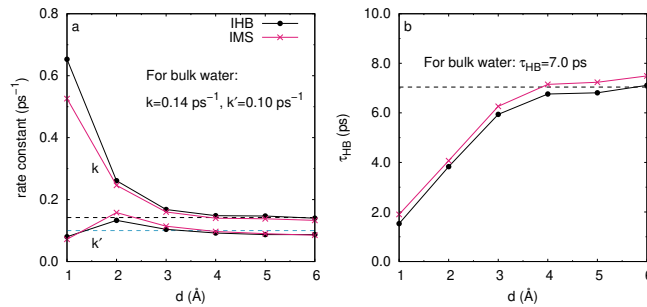 a
IHB
IMS
For bulk water:
k=0.14 ps⁻¹, k′=0.10 ps⁻¹
k
k′
rate constant (ps⁻¹)
0.8
0.6
0.4
0.2
0.0
1 2 3 4 5 6
d (Å)
b
For bulk water: τHB=7.0 ps
τHB (ps)
10.0
8.0
6.0
4.0
2.0
0.0
1 2 3 4 5 6
d (Å)